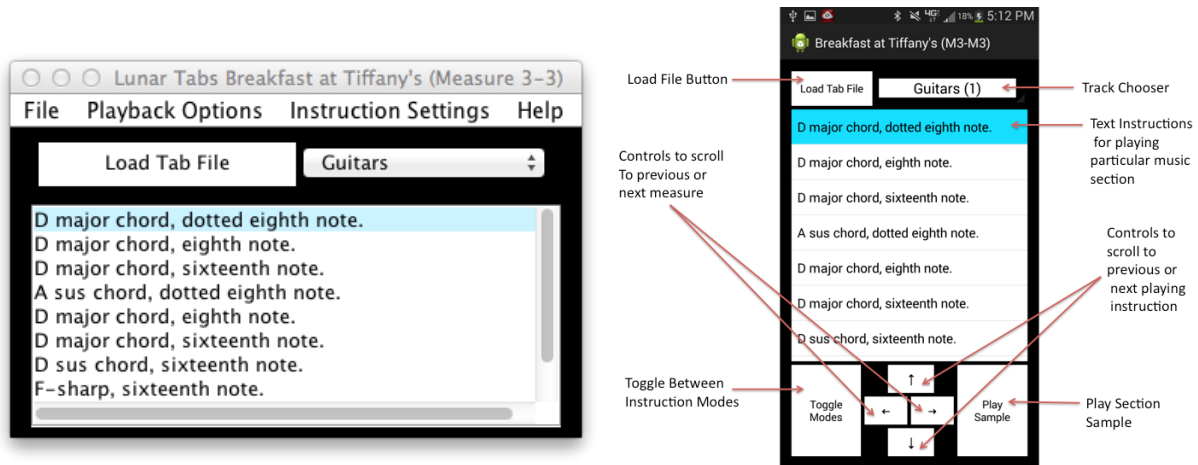 Lunar Tabs Breakfast at Tiffany's (Measure 3-3)
File Playback Options Instruction Settings Help
Load Tab File
Guitars
D major chord, dotted eighth note.
D major chord, eighth note.
D major chord, sixteenth note.
A sus chord, dotted eighth note.
D major chord, eighth note.
D major chord, sixteenth note.
D sus chord, sixteenth note.
F-sharp, sixteenth note.
4G LTE 18% 5:12 PM
Breakfast at Tiffany's (M3-M3)
Load Tab File
Guitars (1)
D major chord, dotted eighth note.
D major chord, eighth note.
D major chord, sixteenth note.
A sus chord, dotted eighth note.
D major chord, eighth note.
D major chord, sixteenth note.
D sus chord, sixteenth note.
Toggle
Modes
↑
← →
↓
Play
Sample
Load File Button
Controls to scroll
To previous or
next measure
Toggle Between
Instruction Modes
Track Chooser
Text Instructions
for playing
particular music
section
Controls to
scroll to
previous or
next playing
instruction
Play Section
Sample